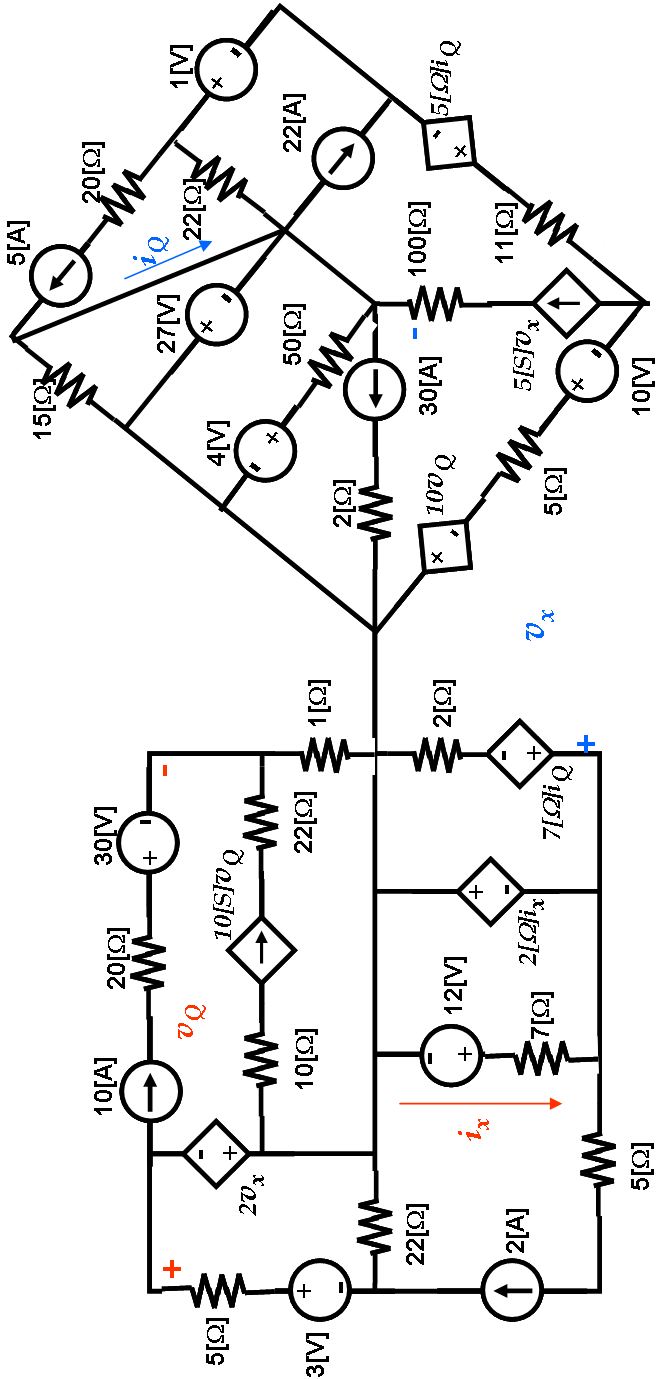 1[V]
5[Ω]i_Q
20[Ω]
22[A]
5[A]
22[Ω]
i_Q
11[Ω]
100[Ω]
27[V]
-
50[Ω]
5[S]v_x
15[Ω]
30[A]
10[V]
4[V]
10v_Q
5[Ω]
2[Ω]
v_x
1[Ω]
2[Ω]
-
+
7[Ω]i_Q
30[V]
22[Ω]
10[S]v_Q
2[Ω]i_x
20[Ω]
12[V]
v_Q
7[Ω]
10[A]
10[Ω]
i_x
2v_x
5[Ω]
+
22[Ω]
2[A]
5[Ω]
3[V]